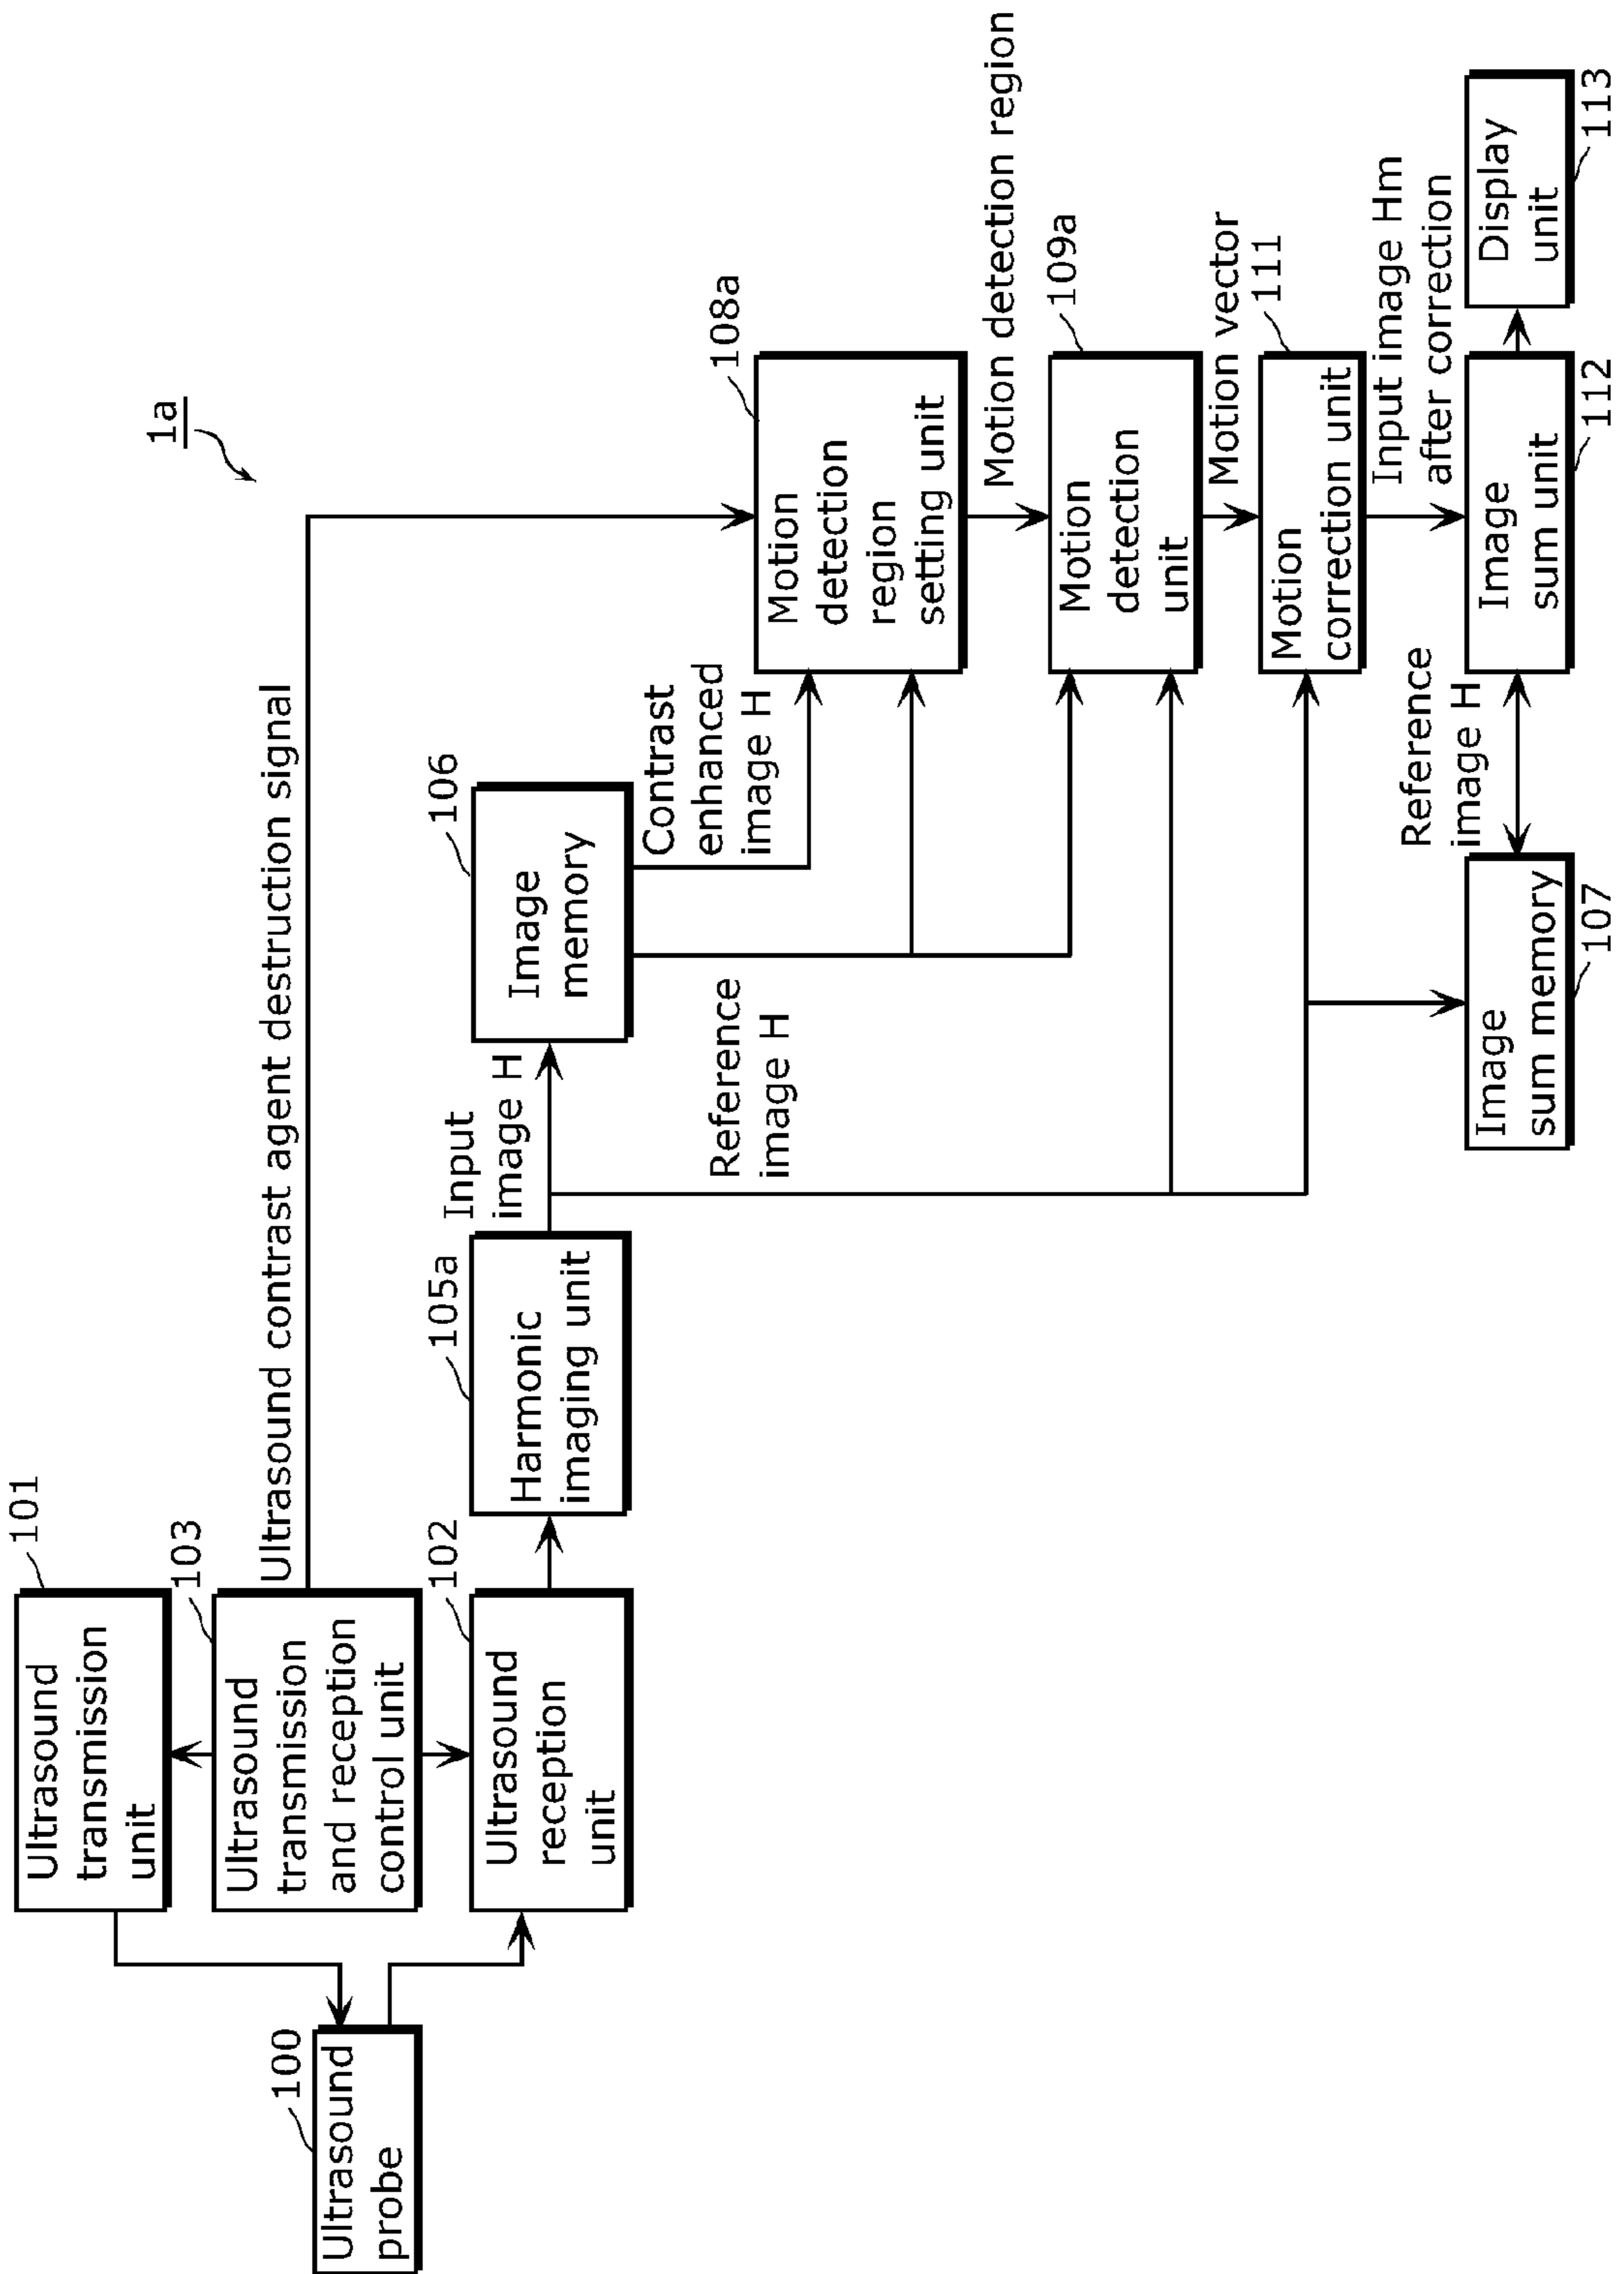 1a
101
Ultrasound
transmission
unit
103
Ultrasound
transmission
and reception
control unit
Ultrasound contrast agent destruction signal
100
Ultrasound
probe
102
Ultrasound
reception
unit
105a
Harmonic
imaging unit
Input
image H
106
Image
memory
Contrast
enhanced
image H
Reference
image H
108a
Motion
detection
region
setting unit
Motion detection region
109a
Motion
detection
unit
Motion vector
111
Motion
correction unit
Input image Hm
after correction
Image
sum memory
107
Reference
image H
Image
sum unit
112
Display
unit
113